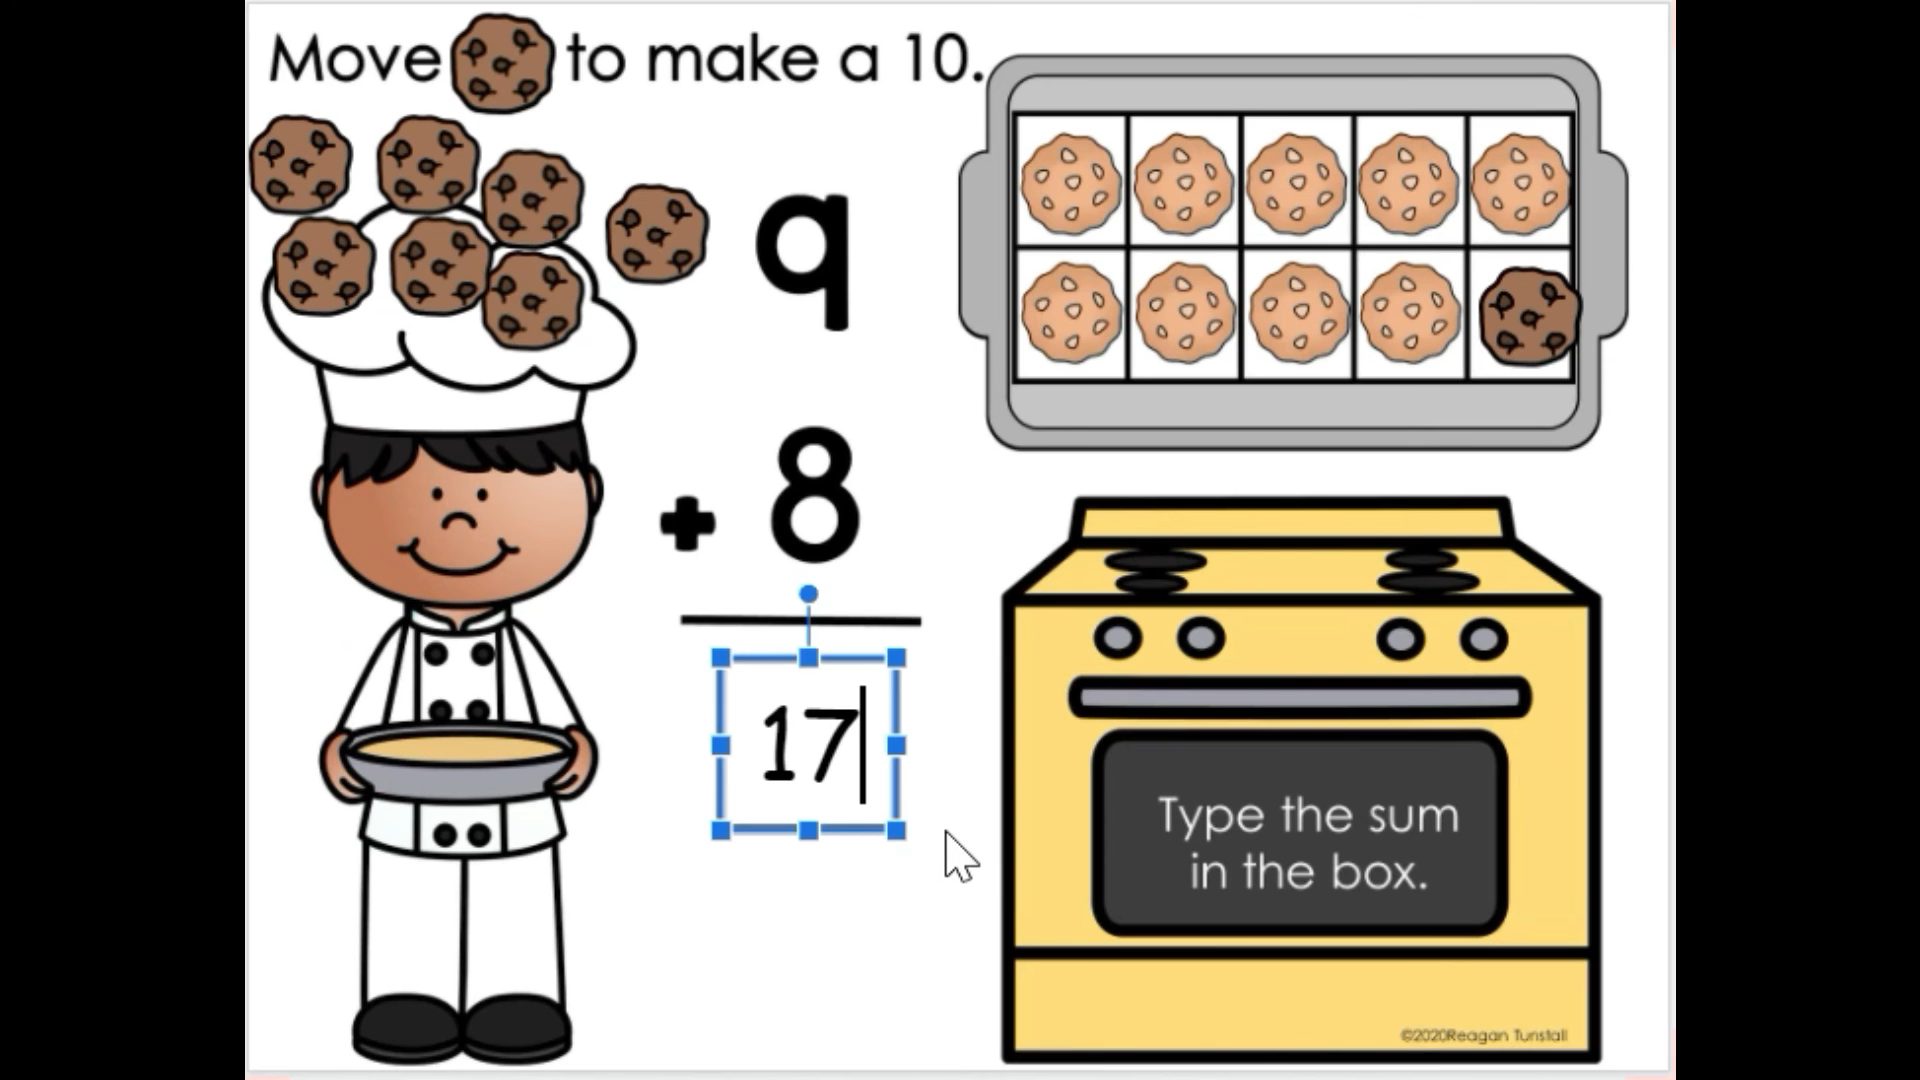 Move to make a 10.
9
+ 8
17
Type the sum
in the box.
©2020Reagan Tunstall